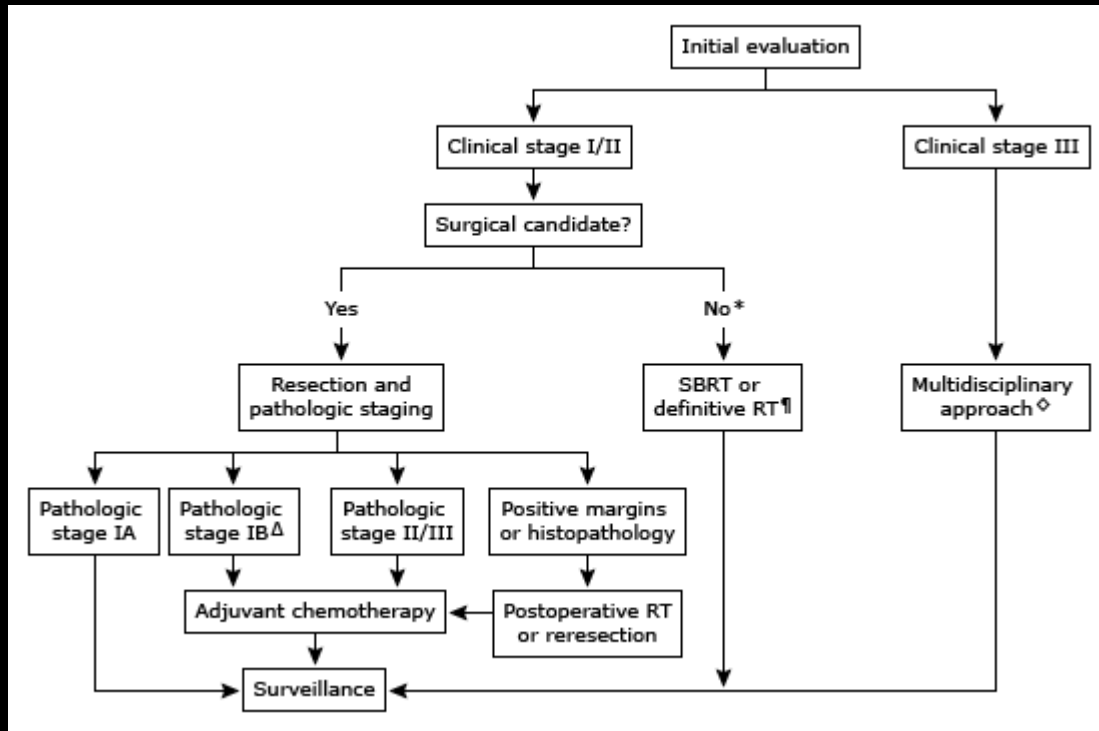 Initial evaluation
Clinical stage I/II
Clinical stage III
Surgical candidate?
Yes
No*
Resection and
pathologic staging
SBRT or
definitive RT¶
Multidisciplinary
approach◇
Pathologic
stage IA
Pathologic
stage IBΔ
Pathologic
stage II/III
Positive margins
or histopathology
Adjuvant chemotherapy
Postoperative RT
or reresection
Surveillance